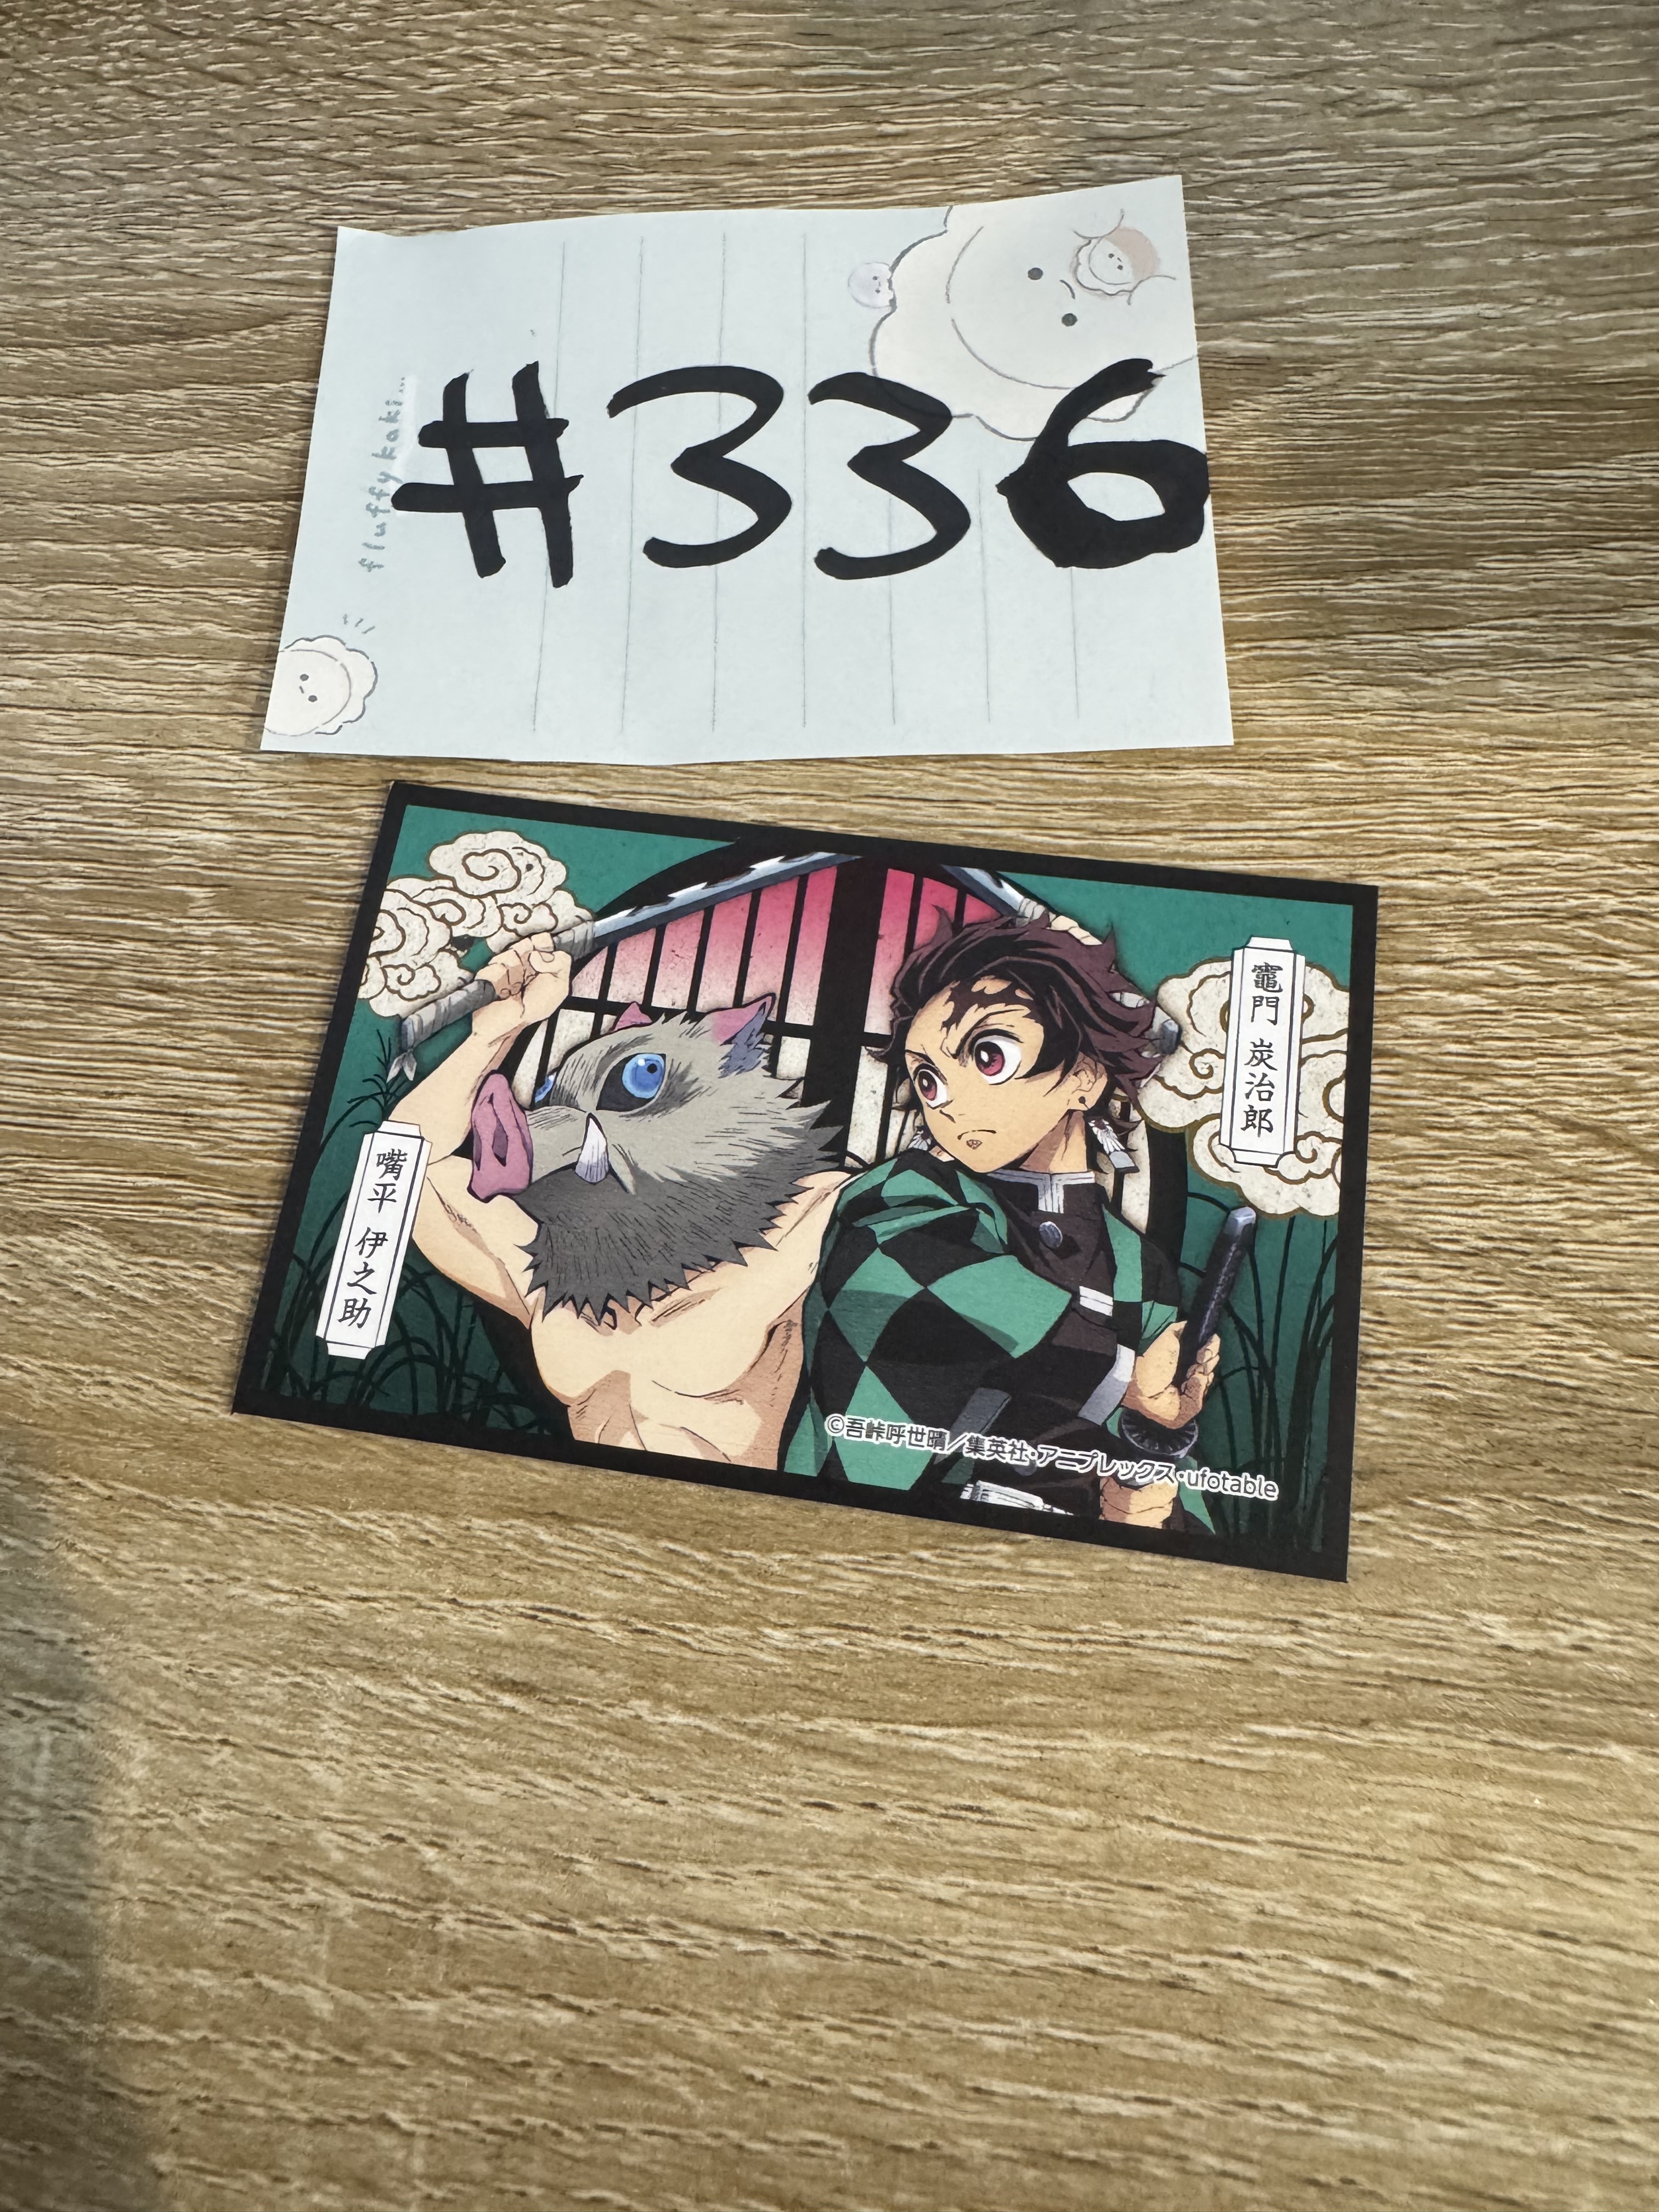 #336
fluffy kaki...
竈門 炭治郎
嘴平 伊之助
©吾峠呼世晴／集英社・アニプレックス・ufotable